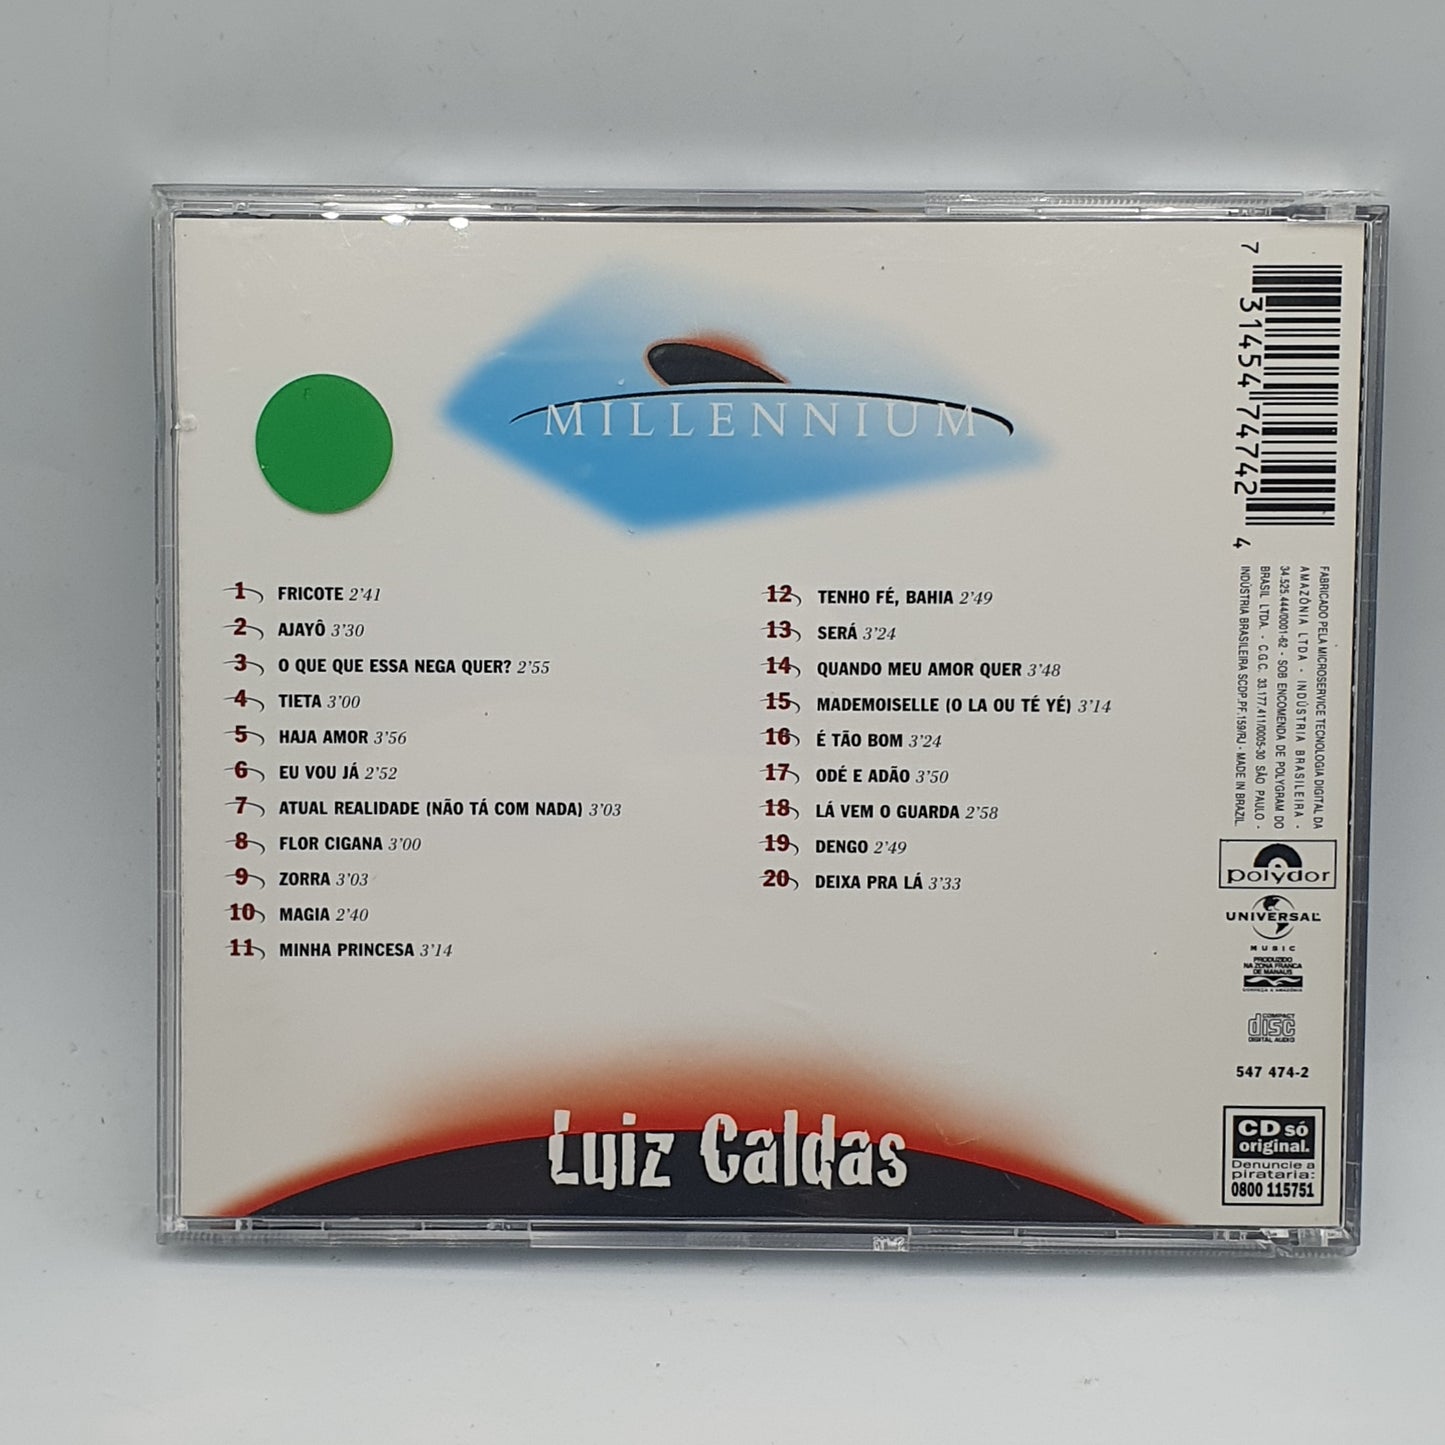 MILLENNIUM
1 FRICOTE 2'41
2 AJAYÔ 3'30
3 O QUE QUE ESSA NEGA QUER? 2'55
4 TIETA 3'00
5 HAJA AMOR 3'56
6 EU VOU JÁ 2'52
7 ATUAL REALIDADE (NÃO TÁ COM NADA) 3'03
8 FLOR CIGANA 3'00
9 ZORRA 3'03
10 MAGIA 2'40
11 MINHA PRINCESA 3'14
12 TENHO FÉ, BAHIA 2'49
13 SERÁ 3'24
14 QUANDO MEU AMOR QUER 3'48
15 MADEMOISELLE (O LA OU TÉ YÉ) 3'14
16 É TÃO BOM 3'24
17 ODÉ E ADÃO 3'50
18 LÁ VEM O GUARDA 2'58
19 DENGO 2'49
20 DEIXA PRA LÁ 3'33
Luiz Caldas
7 31454 74742 4
FABRICADO PELA MICROSERVICE TECNOLOGIA DIGITAL DA
AMAZÔNIA LTDA - INDÚSTRIA BRASILEIRA -
34.525.444/0001-62 - SOB ENCOMENDA DE POLYGRAM DO
BRASIL LTDA. - C.G.C. 33.177.411/0005-30 SÃO PAULO -
INDÚSTRIA BRASILEIRA SCDP.PF.159/RJ - MADE IN BRAZIL.
polydor
UNIVERSAL
MUSIC
PRODUZIDO
NA ZONA FRANCA
DE MANAUS
CONHEÇA A AMAZÔNIA
COMPACT
disc
DIGITAL AUDIO
547 474-2
CD só
original.
Denuncie a
pirataria:
0800 115751